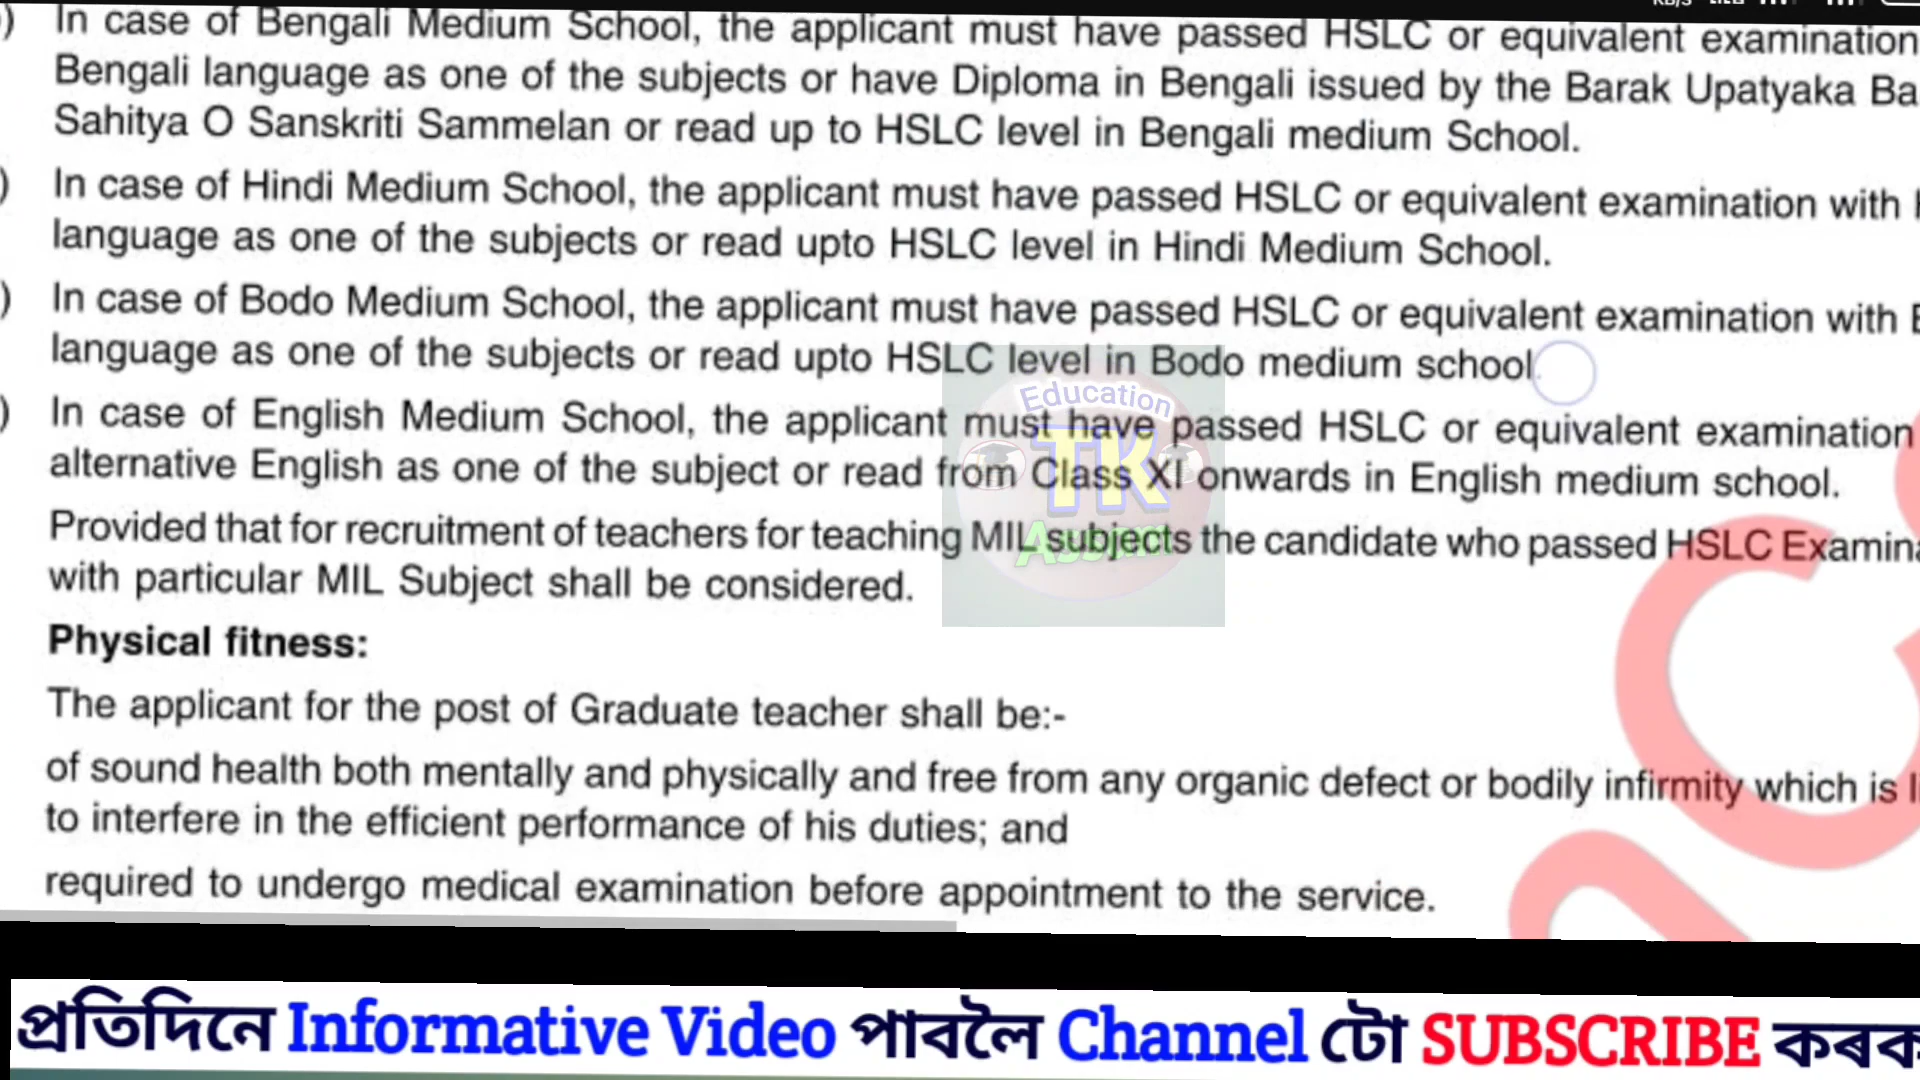 ) In case of Bengali Medium School, the applicant must have passed HSLC or equivalent examination
Bengali language as one of the subjects or have Diploma in Bengali issued by the Barak Upatyaka
Sahitya O Sanskriti Sammelan or read up to HSLC level in Bengali medium School.
) In case of Hindi Medium School, the applicant must have passed HSLC or equivalent examination with
language as one of the subjects or read upto HSLC level in Hindi Medium School.
) In case of Bodo Medium School, the applicant must have passed HSLC or equivalent examination with
language as one of the subjects or read upto HSLC level in Bodo medium school.
) In case of English Medium School, the applicant must have passed HSLC or equivalent examination
alternative English as one of the subject or read from Class XI onwards in English medium school.
Provided that for recruitment of teachers for teaching MIL subjects the candidate who passed HSLC
with particular MIL Subject shall be considered.
Education
TK
Assam
Physical fitness:
The applicant for the post of Graduate teacher shall be:-
of sound health both mentally and physically and free from any organic defect or bodily infirmity which is
to interfere in the efficient performance of his duties; and
required to undergo medical examination before appointment to the service.
প্ৰতিদিনে Informative Video পাবলৈ Channel টো SUBSCRIBE কৰক